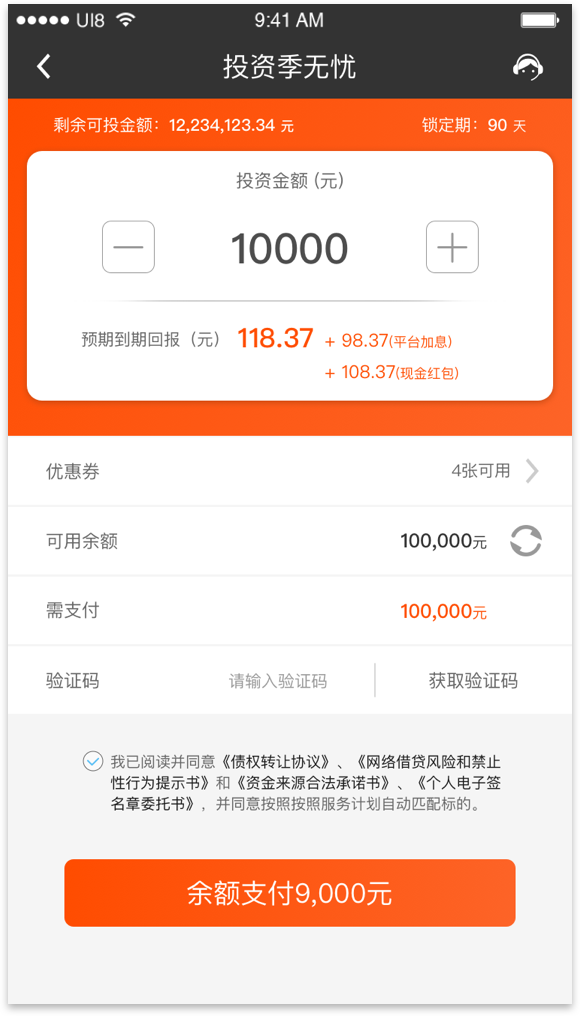 UI8 9:41 AM
投资季无忧
剩余可投金额：12,234,123.34 元 锁定期：90 天
投资金额 (元)
10000
预期到期回报（元） 118.37 + 98.37(平台加息)
+ 108.37(现金红包)
优惠券 4张可用
可用余额 100,000元
需支付 100,000元
验证码 请输入验证码 获取验证码
我已阅读并同意《债权转让协议》、《网络借贷风险和禁止
性行为提示书》和《资金来源合法承诺书》、《个人电子签
名章委托书》，并同意按照按照服务计划自动匹配标的。
余额支付9,000元